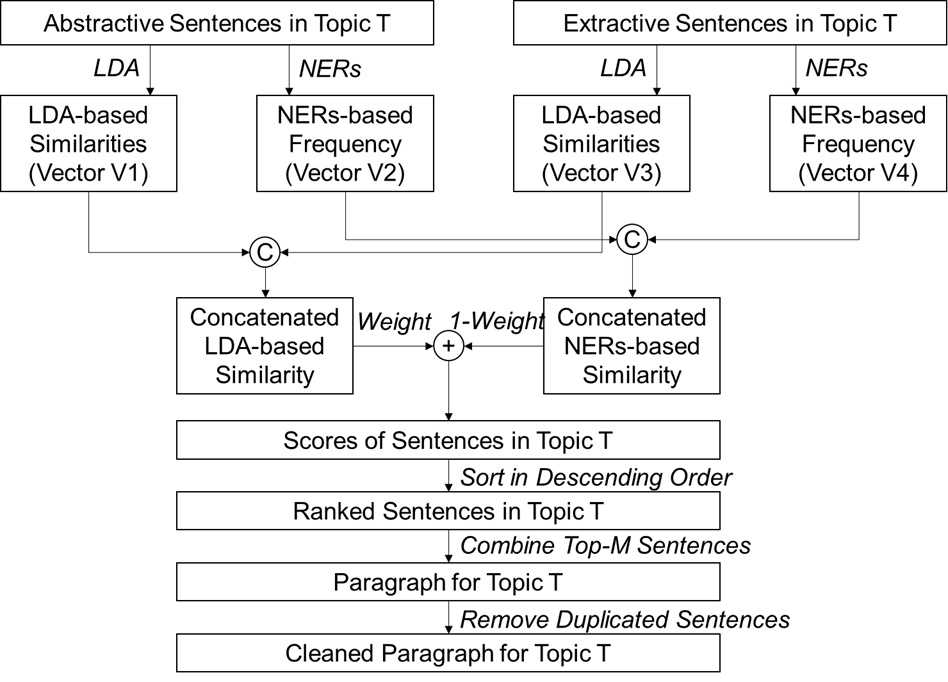 Abstractive Sentences in Topic T
Extractive Sentences in Topic T
LDA
NERs
LDA
NERs
LDA-based
Similarities
(Vector V1)
NERs-based
Frequency
(Vector V2)
LDA-based
Similarities
(Vector V3)
NERs-based
Frequency
(Vector V4)
C
C
Concatenated
LDA-based
Similarity
Weight
1-Weight
+
Concatenated
NERs-based
Similarity
Scores of Sentences in Topic T
Sort in Descending Order
Ranked Sentences in Topic T
Combine Top-M Sentences
Paragraph for Topic T
Remove Duplicated Sentences
Cleaned Paragraph for Topic T